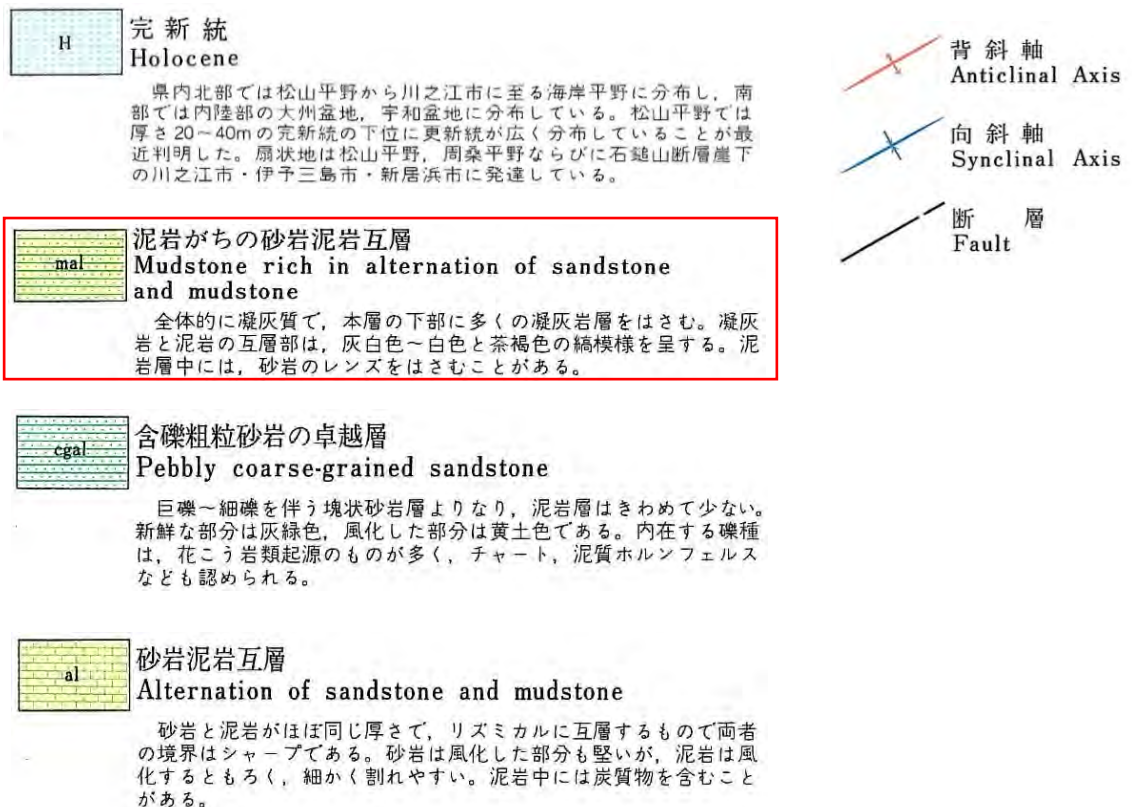 H
完新統
Holocene
県内北部では松山平野から川之江市に至る海岸平野に分布し，南
部では内陸部の大州盆地，宇和盆地に分布している。松山平野では
厚さ20～40mの完新統の下位に更新統が広く分布していることが最
近判明した。扇状地は松山平野，周桑平野ならびに石鎚山断層崖下
の川之江市・伊予三島市・新居浜市に発達している。
mal
泥岩がちの砂岩泥岩互層
Mudstone rich in alternation of sandstone
and mudstone
全体的に凝灰質で，本層の下部に多くの凝灰岩層をはさむ。凝灰
岩と泥岩の互層部は，灰白色～白色と茶褐色の縞模様を呈する。泥
岩層中には，砂岩のレンズをはさむことがある。
cgal
含礫粗粒砂岩の卓越層
Pebbly coarse-grained sandstone
巨礫～細礫を伴う塊状砂岩層よりなり，泥岩層はきわめて少ない。
新鮮な部分は灰緑色，風化した部分は黄土色である。内在する礫種
は，花こう岩類起源のものが多く，チャート，泥質ホルンフェルス
なども認められる。
al
砂岩泥岩互層
Alternation of sandstone and mudstone
砂岩と泥岩がほぼ同じ厚さで，リズミカルに互層するもので両者
の境界はシャープである。砂岩は風化した部分も堅いが，泥岩は風
化するともろく，細かく割れやすい。泥岩中には炭質物を含むこと
がある。
背斜軸
Anticlinal Axis
向斜軸
Synclinal Axis
断層
Fault